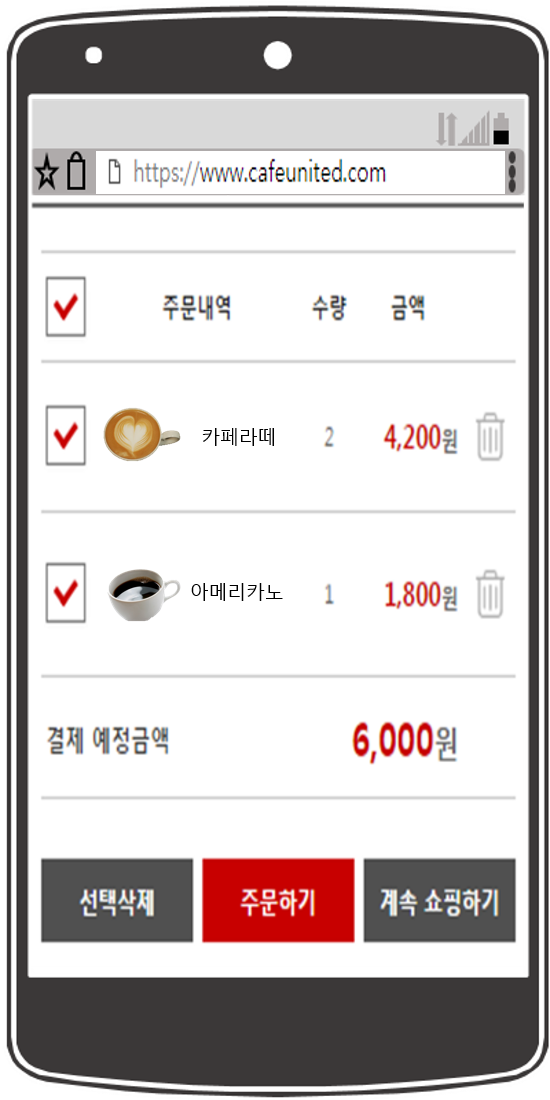 https://www.cafeunited.com
주문내역 수량 금액
카페라떼 2 4,200원
아메리카노 1 1,800원
결제 예정금액 6,000원
선택삭제 주문하기 계속 쇼핑하기